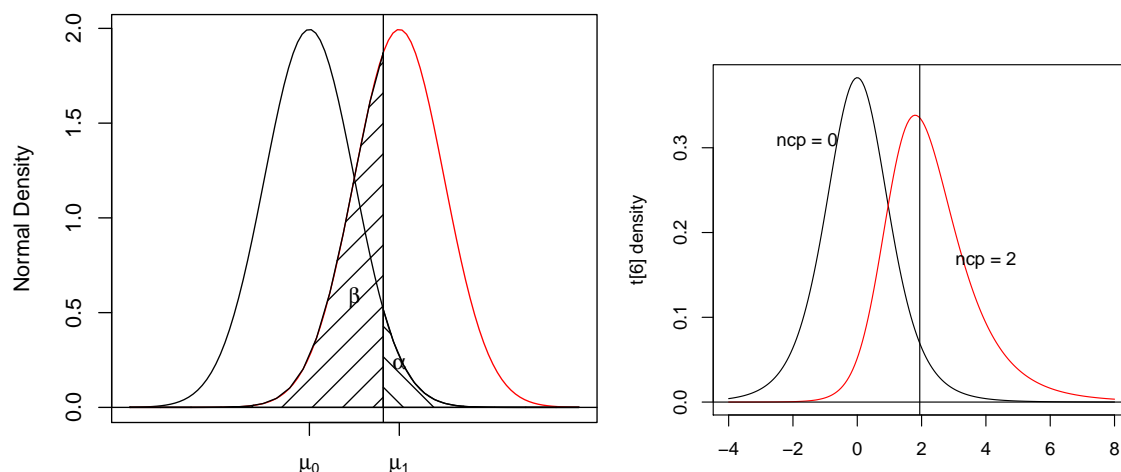 Normal Density
2.0
1.5
1.0
0.5
0.0
β
α
μ0
μ1
t[6] density
0.3
0.2
0.1
0.0
ncp = 0
ncp = 2
−4
−2
0
2
4
6
8